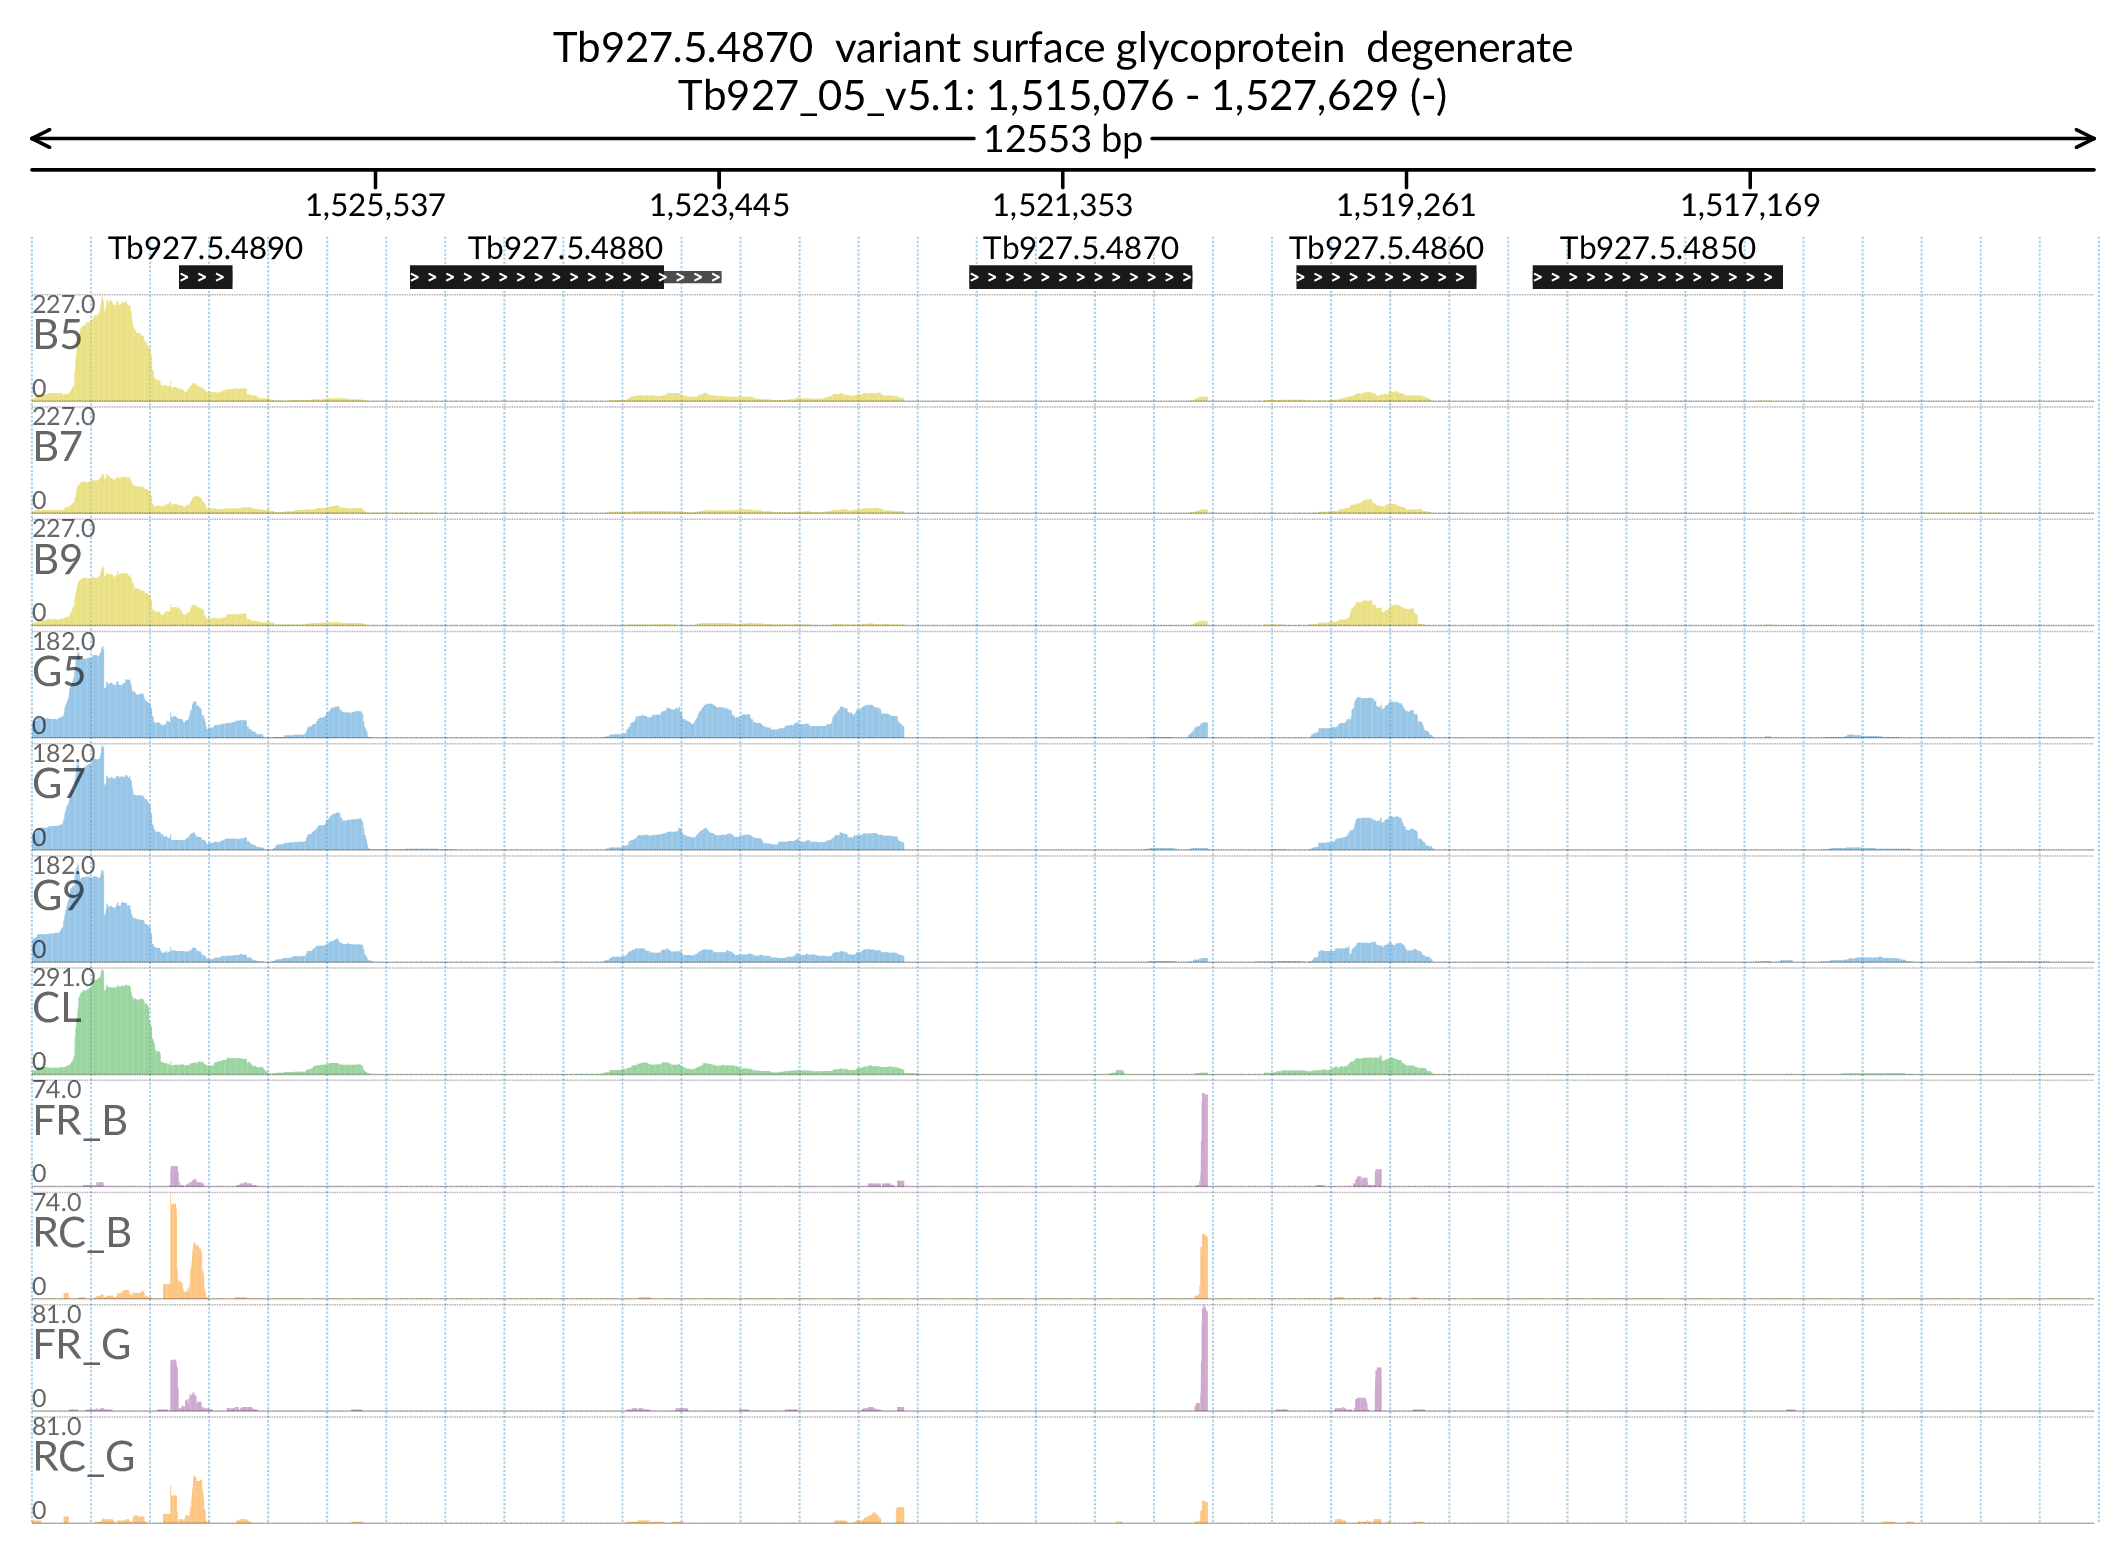 Tb927.5.4870  variant surface glycoprotein  degenerate
Tb927_05_v5.1: 1,515,076 - 1,527,629 (-)
12553 bp
1,525,537 1,523,445 1,521,353 1,519,261 1,517,169
Tb927.5.4890 Tb927.5.4880 Tb927.5.4870 Tb927.5.4860 Tb927.5.4850
227.0
B5
0
227.0
B7
0
227.0
B9
0
182.0
G5
0
182.0
G7
0
182.0
G9
0
291.0
CL
0
74.0
FR_B
0
74.0
RC_B
0
81.0
FR_G
0
81.0
RC_G
0